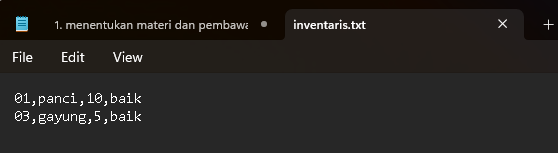 1. menentukan materi dan pembawa
inventaris.txt
File Edit View
01,panci,10,baik
03,gayung,5,baik